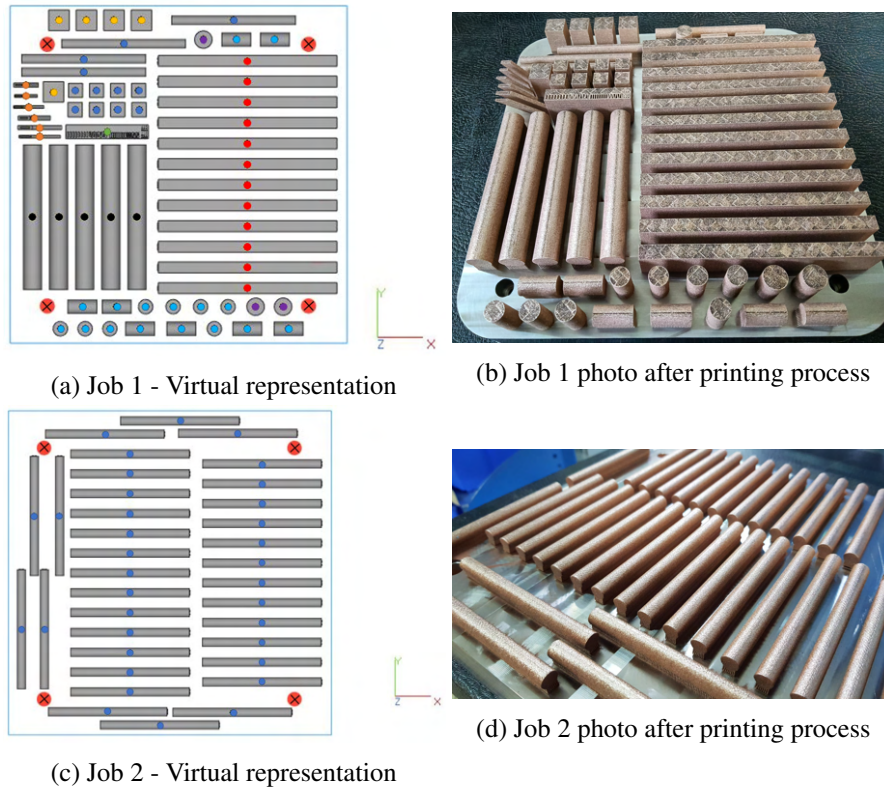 Y
Z
X
(a) Job 1 - Virtual representation
(b) Job 1 photo after printing process
Y
Z
X
(c) Job 2 - Virtual representation
(d) Job 2 photo after printing process